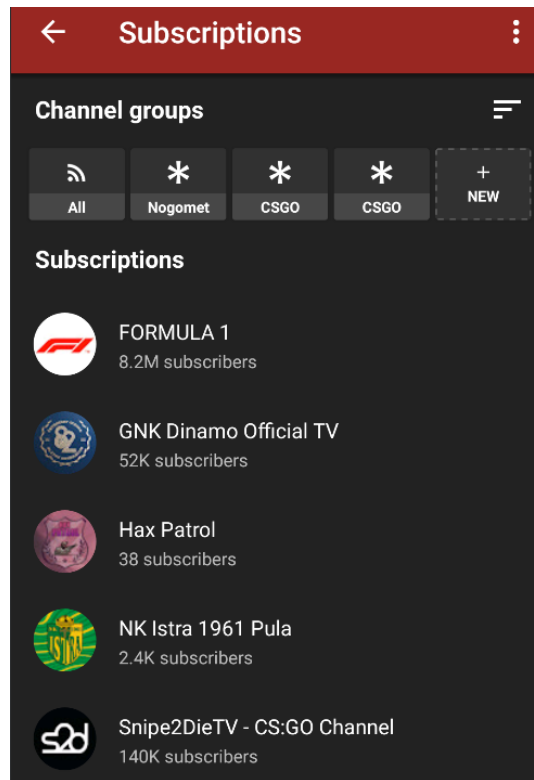 Subscriptions
Channel groups
All
Nogomet
CSGO
CSGO
+
NEW
Subscriptions
FORMULA 1
8.2M subscribers
GNK Dinamo Official TV
52K subscribers
Hax Patrol
38 subscribers
NK Istra 1961 Pula
2.4K subscribers
s2d
Snipe2DieTV - CS:GO Channel
140K subscribers